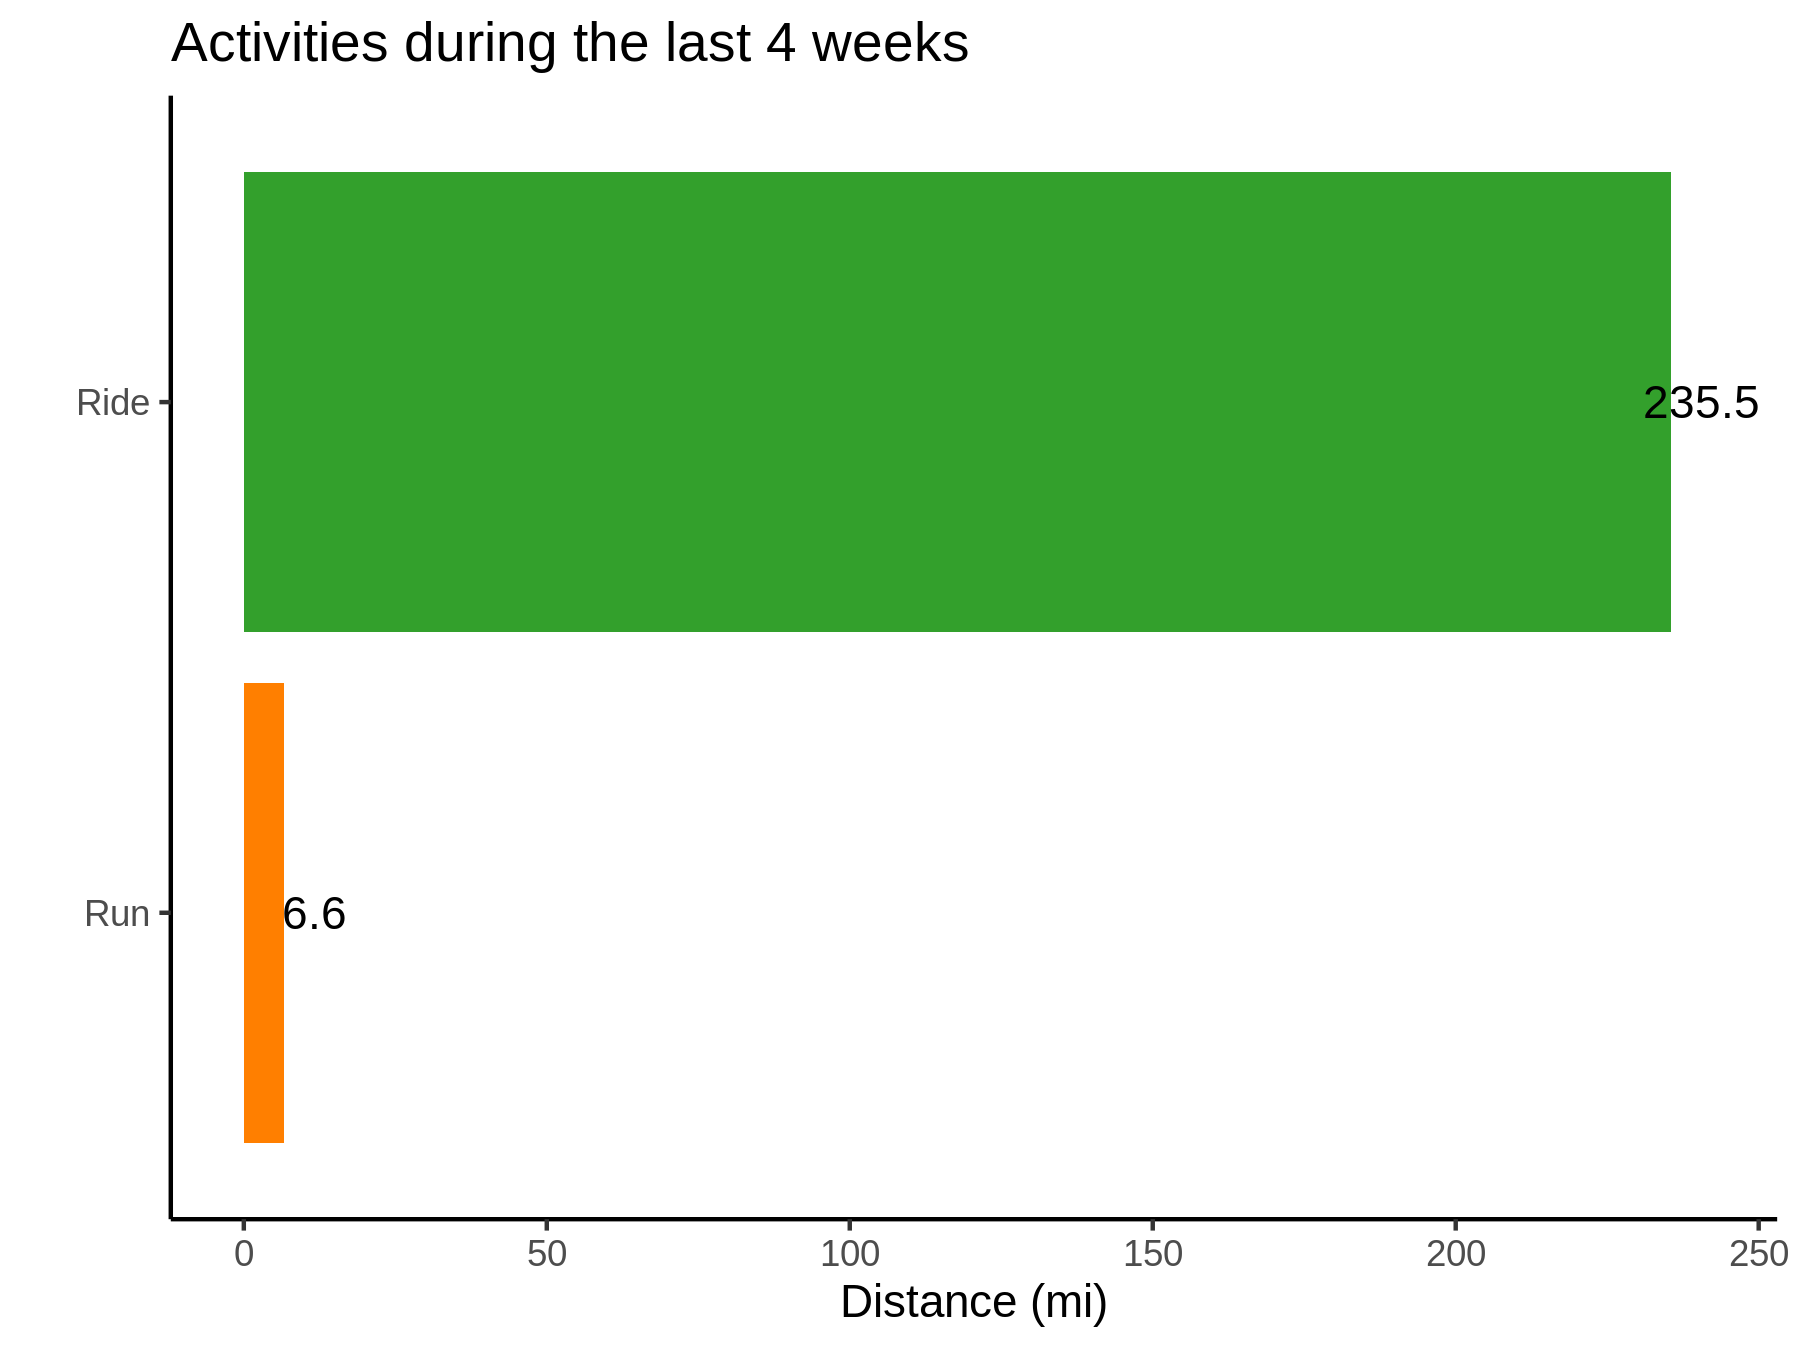 Activities during the last 4 weeks
Ride
235.5
Run
6.6
0 50 100 150 200 250
Distance (mi)